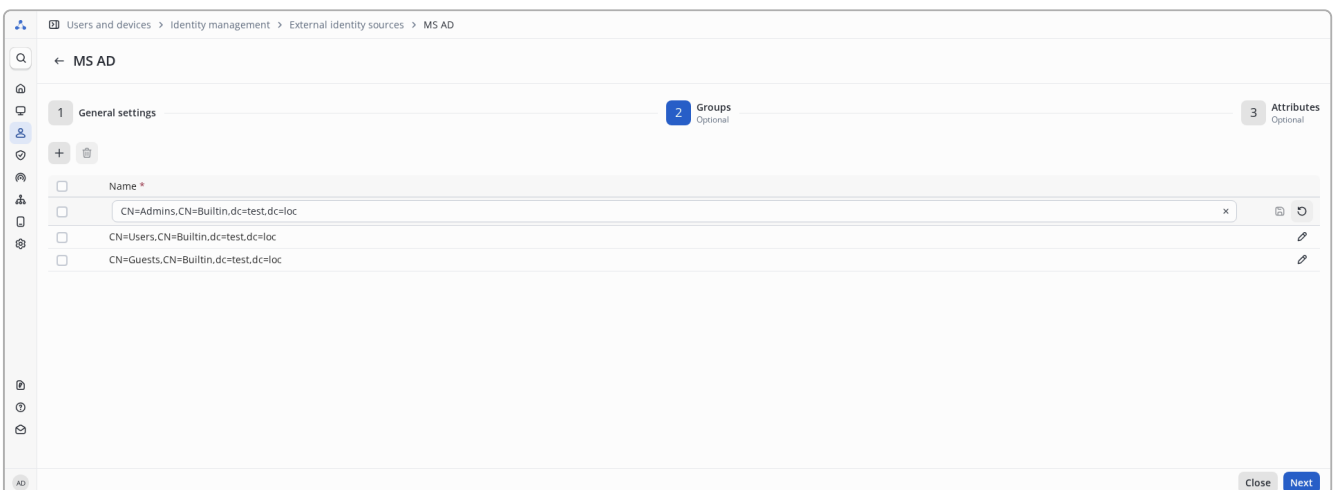 Users and devices > Identity management > External identity sources > MS AD
← MS AD
1 General settings
2 Groups
Optional
3 Attributes
Optional
Name *
CN=Admins,CN=Builtin,dc=test,dc=loc
CN=Users,CN=Builtin,dc=test,dc=loc
CN=Guests,CN=Builtin,dc=test,dc=loc
AD
Close Next